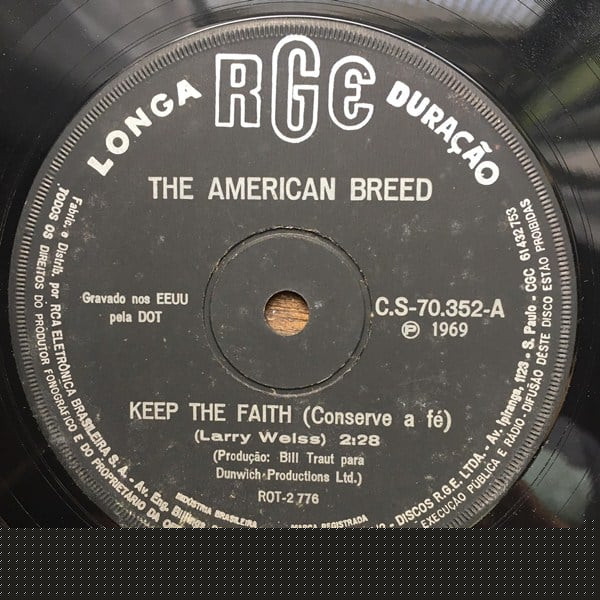 LONGA RGE DURAÇÃO
THE AMERICAN BREED
Gravado nos EEUU
pela DOT
C.S-70.352-A
℗ 1969
KEEP THE FAITH (Conserve a fé)
(Larry Weiss) 2:28
(Produção: Bill Traut para
Dunwich Productions Ltd.)
ROT-2 776
INDÚSTRIA BRASILEIRA
MARCA REGISTRADA
Fabric. e Distrib. por RCA ELETRÔNICA BRASILEIRA S. A. - Av. Eng. Billings
- DISCOS R.G.E. LTDA. - Av. Ipiranga, 1123 - S. Paulo - CGC 61432753
TODOS OS DIREITOS DO PRODUTOR FONOGRÁFICO E DO PROPRIETÁRIO DA
EXECUÇÃO PÚBLICA E RADIO-DIFUSÃO DÊSTE DISCO ESTÃO PROIBIDAS